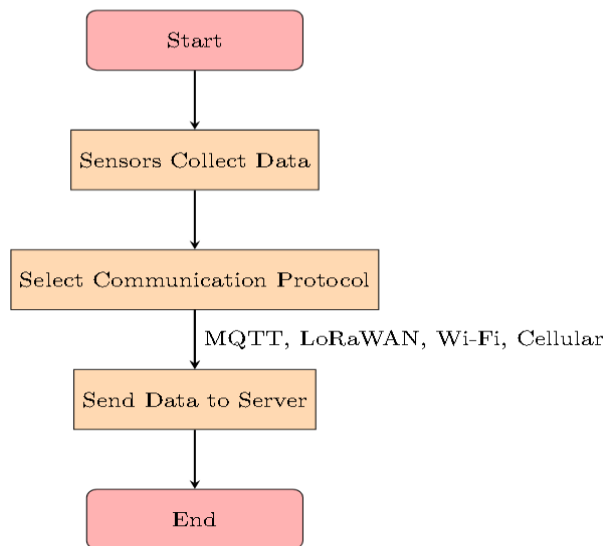 Start
Sensors Collect Data
Select Communication Protocol
MQTT, LoRaWAN, Wi-Fi, Cellular
Send Data to Server
End